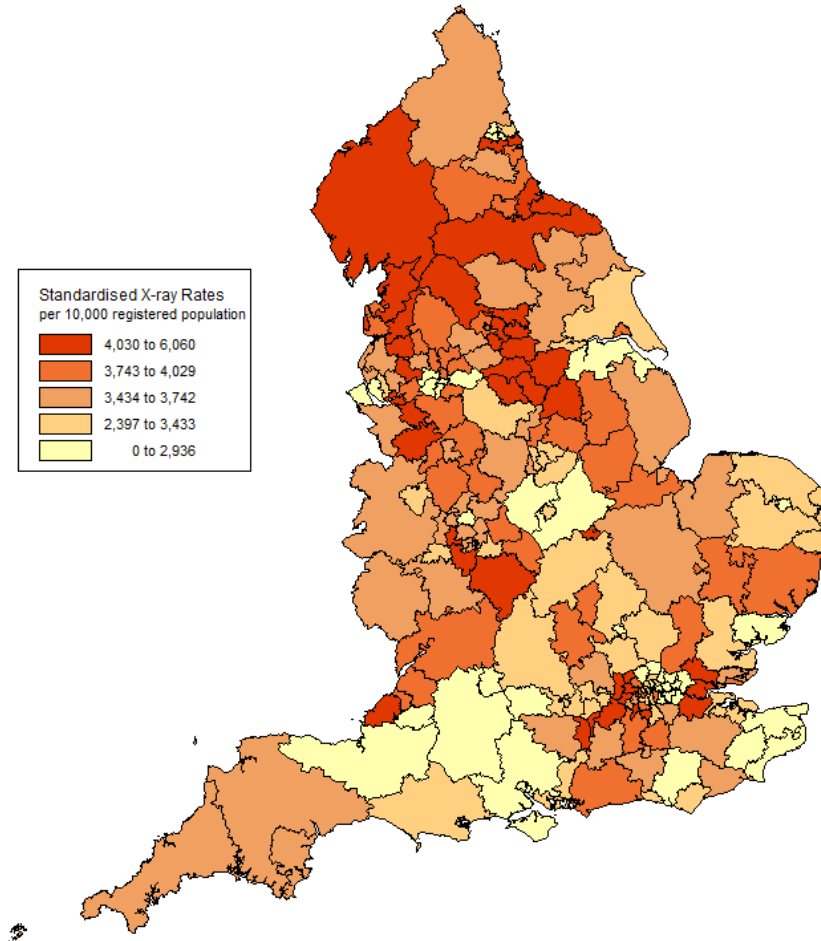 Standardised X-ray Rates
per 10,000 registered population
4,030 to 6,060
3,743 to 4,029
3,434 to 3,742
2,397 to 3,433
0 to 2,936